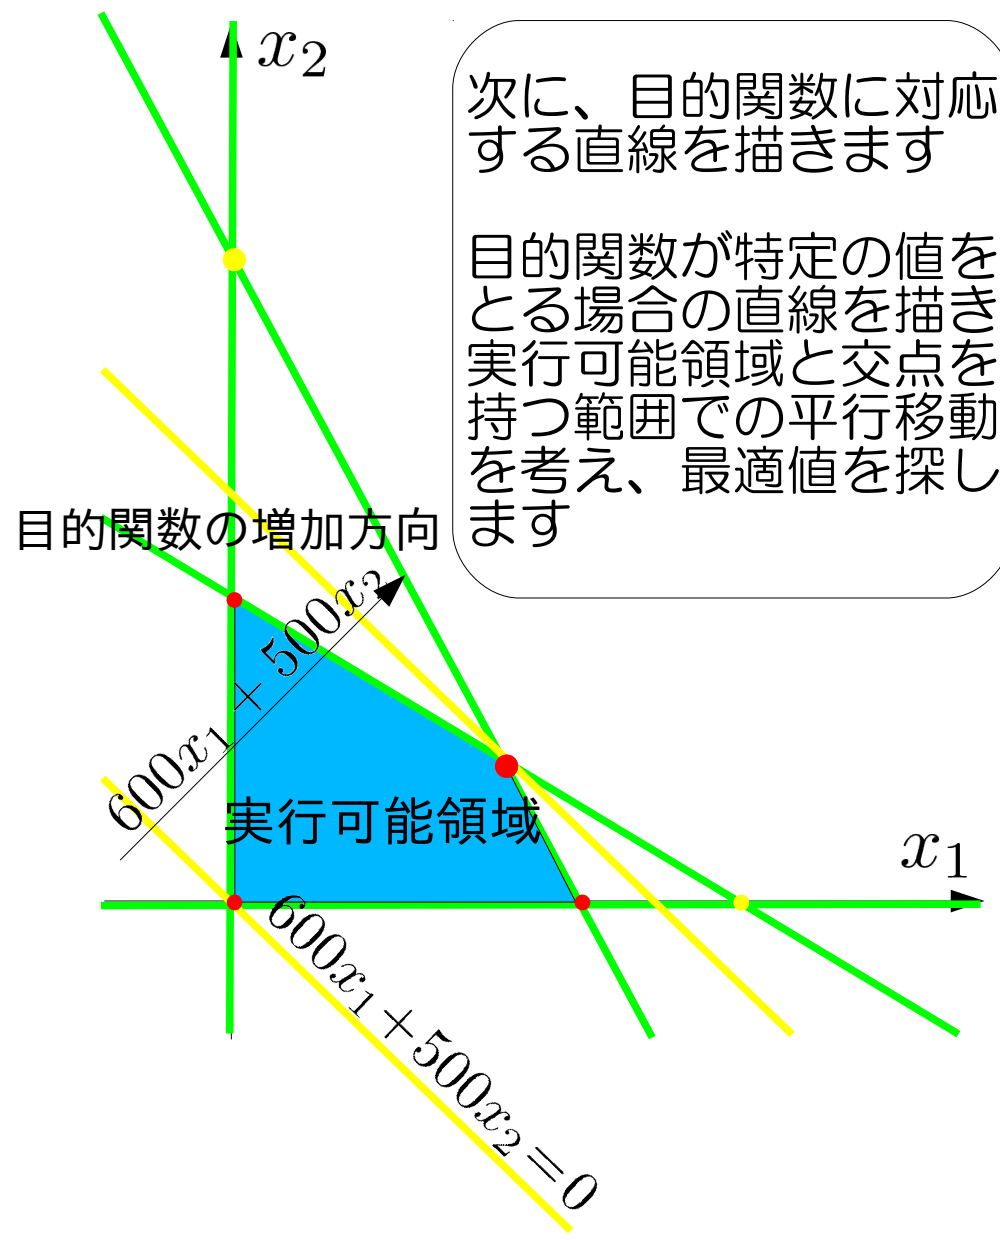 x₂
次に、目的関数に対応
する直線を描きます
目的関数が特定の値を
とる場合の直線を描き
実行可能領域と交点を
持つ範囲での平行移動
を考え、最適値を探し
ます
目的関数の増加方向
600x₁+500x₂
実行可能領域
x₁
600x₁+500x₂=0